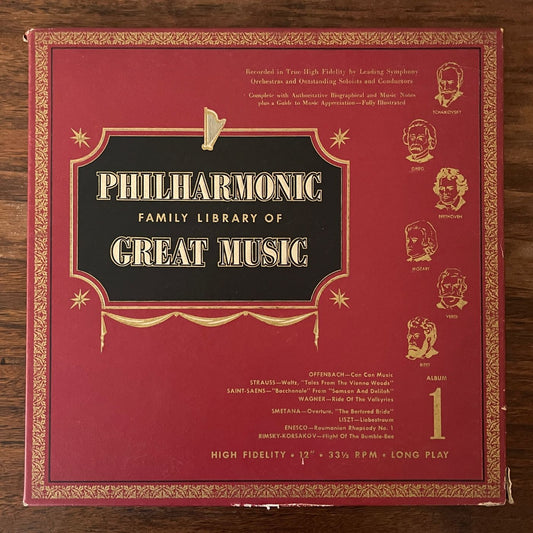 Recorded in True High Fidelity by Leading Symphony
Orchestras and Outstanding Soloists and Conductors
Complete with Authoritative Biographical and Music Notes
plus a Guide to Music Appreciation—Fully Illustrated
TCHAIKOVSKY
GRIEG
BEETHOVEN
MOZART
VERDI
BIZET
PHILHARMONIC
FAMILY LIBRARY OF
GREAT MUSIC
OFFENBACH—Can Can Music
STRAUSS—Waltz, "Tales From The Vienna Woods"
SAINT-SAENS—"Bacchanale" From "Samson And Delilah"
WAGNER—Ride Of The Valkyries
SMETANA—Overture, "The Bartered Bride"
LISZT—Liebestraum
ENESCO—Roumanian Rhapsody No. 1
RIMSKY-KORSAKOV—Flight Of The Bumble-Bee
ALBUM
1
HIGH FIDELITY • 12" • 33⅓ RPM • LONG PLAY